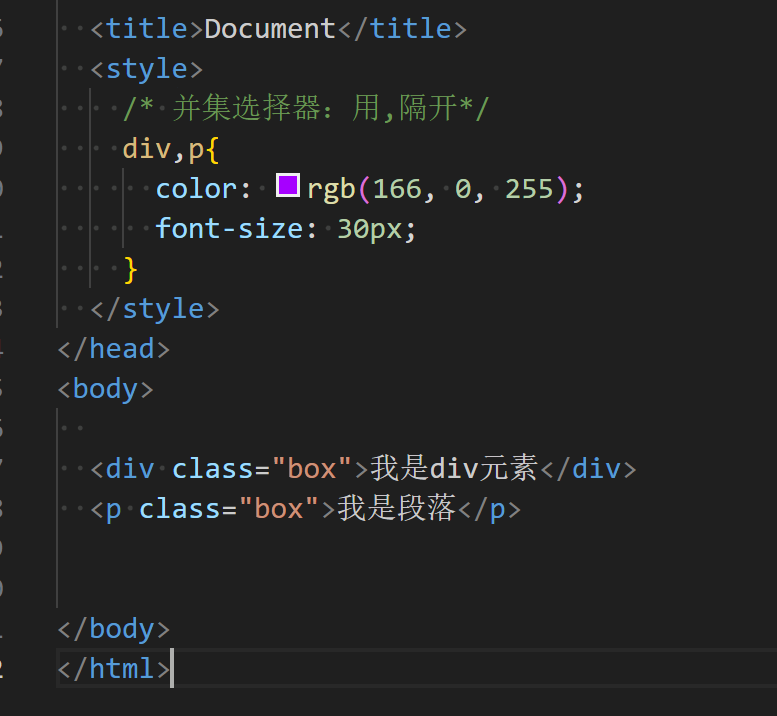 <title>Document</title>
<style>
/* 并集选择器: 用,隔开*/
div,p{
color: rgb(166, 0, 255);
font-size: 30px;
}
</style>
</head>
<body>
<div class="box">我是div元素</div>
<p class="box">我是段落</p>
</body>
</html>